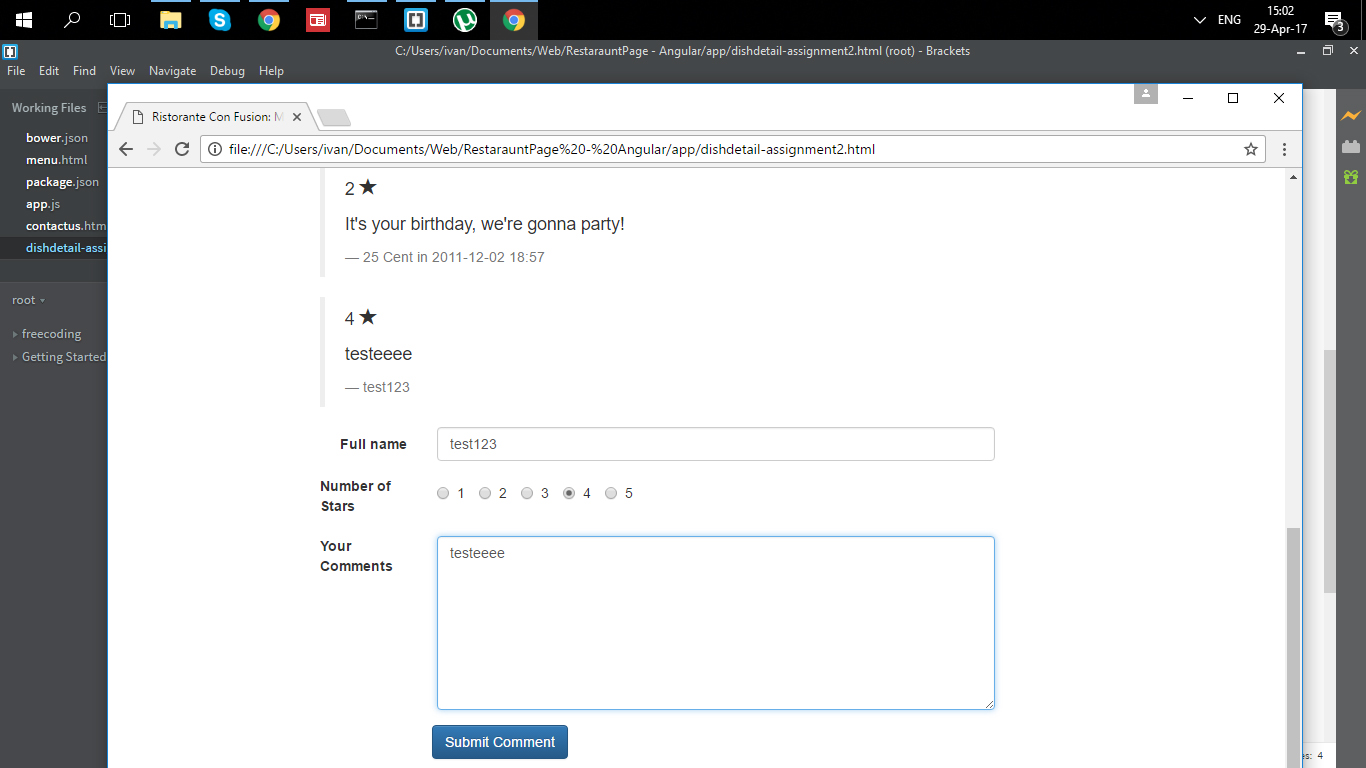 15:02
ENG
29-Apr-17
3
C:/Users/ivan/Documents/Web/RestarauntPage - Angular/app/dishdetail-assignment2.html (root) - Brackets
File Edit Find View Navigate Debug Help
Working Files
bower.json
menu.html
package.json
app.js
contactus.htm
dishdetail-assi
root
freecoding
Getting Started
Ristorante Con Fusion: M
file:///C:/Users/ivan/Documents/Web/RestarauntPage%20-%20Angular/app/dishdetail-assignment2.html
2 ★
It's your birthday, we're gonna party!
— 25 Cent in 2011-12-02 18:57
4 ★
testeeee
— test123
Full name
test123
Number of
Stars
1 2 3 4 5
Your
Comments
testeeee
Submit Comment
es: 4